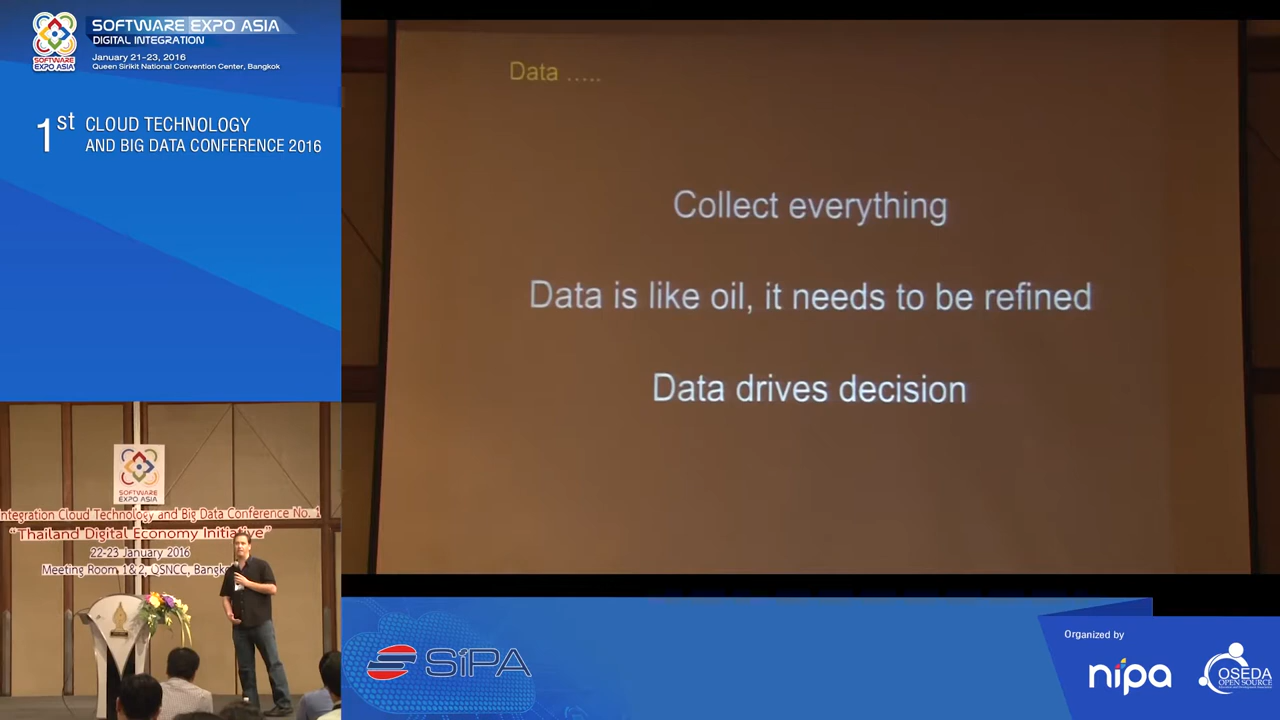 SOFTWARE EXPO ASIA
DIGITAL INTEGRATION
January 21-23, 2016
Queen Sirikit National Convention Center, Bangkok
SOFTWARE
EXPO ASIA
1st CLOUD TECHNOLOGY
AND BIG DATA CONFERENCE 2016
Data .....
Collect everything
Data is like oil, it needs to be refined
Data drives decision
SOFTWARE
EXPO ASIA
ntegration Cloud Technology and Big Data Conference No. 1
"Thailand Digital Economy Initiative"
22-23 January 2016
Meeting Room 1&2, QSNCC, Bangk
SiPA
Organized by
nipa
OSEDA
OPEN SOURCE